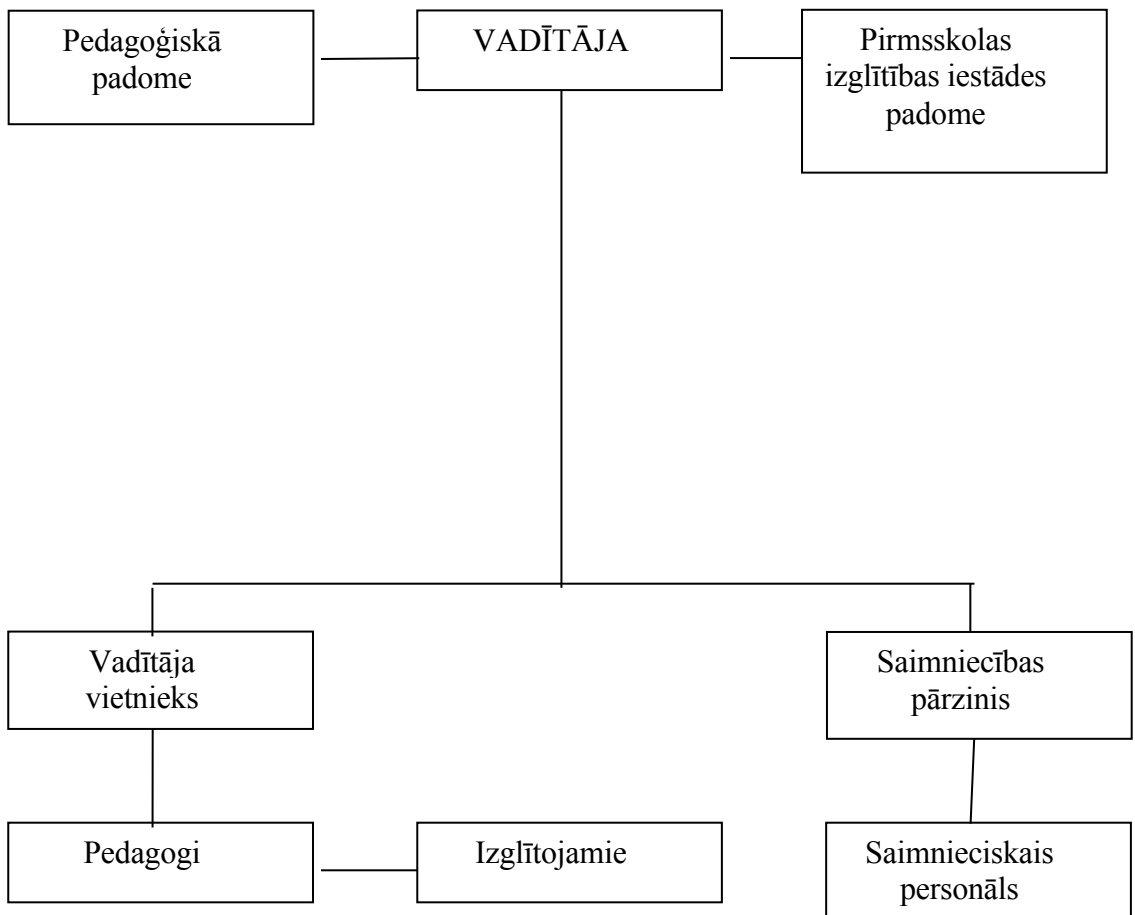 Pedagoģiskā
padome
VADĪTĀJA
Pirmsskolas
izglītības iestādes
padome
Vadītāja
vietnieks
Saimniecības
pārzinis
Pedagogi
Izglītojamie
Saimnieciskais
personāls